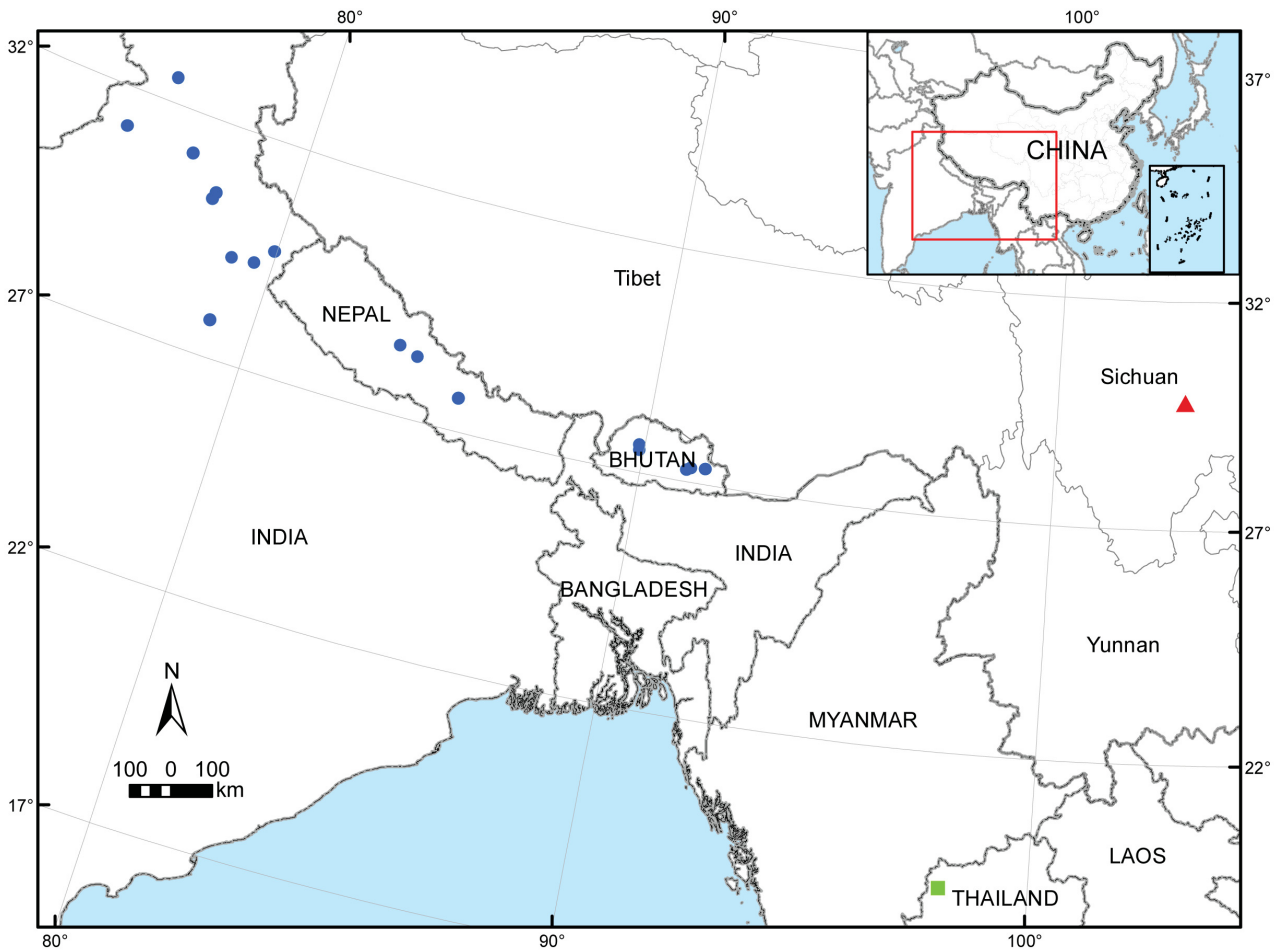 80°
90°
100°
32°
37°
CHINA
Tibet
27°
32°
NEPAL
Sichuan
BHUTAN
INDIA
22°
27°
INDIA
BANGLADESH
Yunnan
N
MYANMAR
100 0 100
km
22°
17°
LAOS
THAILAND
80°
90°
100°